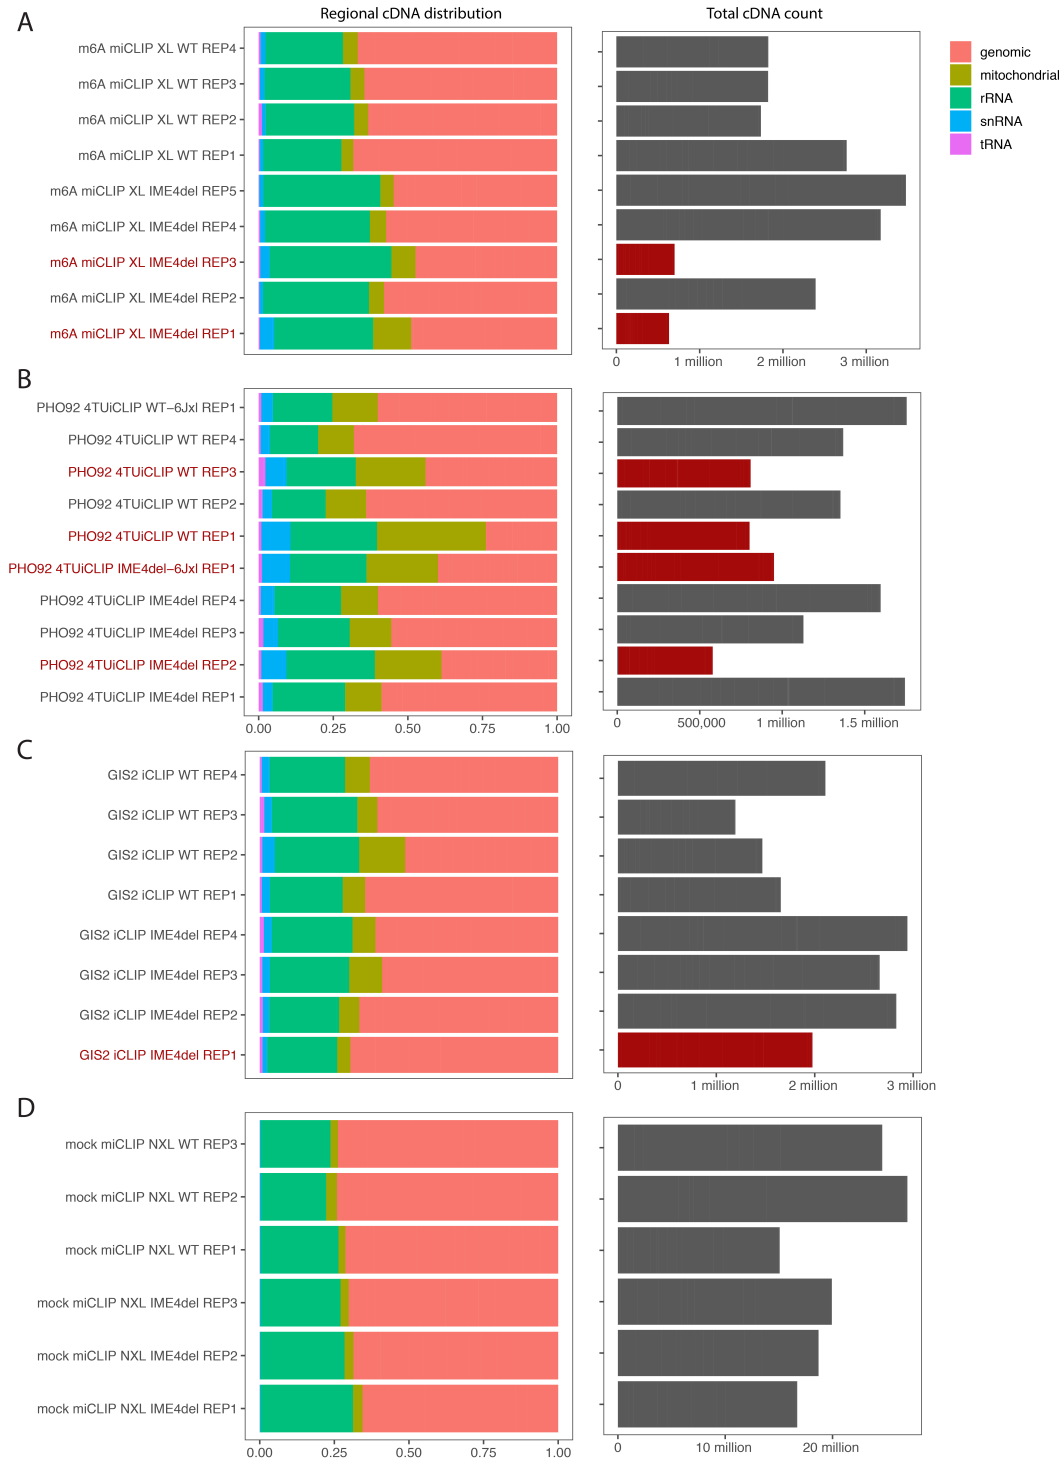 A
Regional cDNA distribution
Total cDNA count
m6A miCLIP XL WT REP4
m6A miCLIP XL WT REP3
m6A miCLIP XL WT REP2
m6A miCLIP XL WT REP1
m6A miCLIP XL IME4del REP5
m6A miCLIP XL IME4del REP4
m6A miCLIP XL IME4del REP3
m6A miCLIP XL IME4del REP2
m6A miCLIP XL IME4del REP1
0 1 million 2 million 3 million
genomic
mitochondrial
rRNA
snRNA
tRNA
B
PHO92 4TUiCLIP WT−6Jxl REP1
PHO92 4TUiCLIP WT REP4
PHO92 4TUiCLIP WT REP3
PHO92 4TUiCLIP WT REP2
PHO92 4TUiCLIP WT REP1
PHO92 4TUiCLIP IME4del−6Jxl REP1
PHO92 4TUiCLIP IME4del REP4
PHO92 4TUiCLIP IME4del REP3
PHO92 4TUiCLIP IME4del REP2
PHO92 4TUiCLIP IME4del REP1
0.00 0.25 0.50 0.75 1.00
0 500,000 1 million 1.5 million
C
GIS2 iCLIP WT REP4
GIS2 iCLIP WT REP3
GIS2 iCLIP WT REP2
GIS2 iCLIP WT REP1
GIS2 iCLIP IME4del REP4
GIS2 iCLIP IME4del REP3
GIS2 iCLIP IME4del REP2
GIS2 iCLIP IME4del REP1
0 1 million 2 million 3 million
D
mock miCLIP NXL WT REP3
mock miCLIP NXL WT REP2
mock miCLIP NXL WT REP1
mock miCLIP NXL IME4del REP3
mock miCLIP NXL IME4del REP2
mock miCLIP NXL IME4del REP1
0.00 0.25 0.50 0.75 1.00
0 10 million 20 million